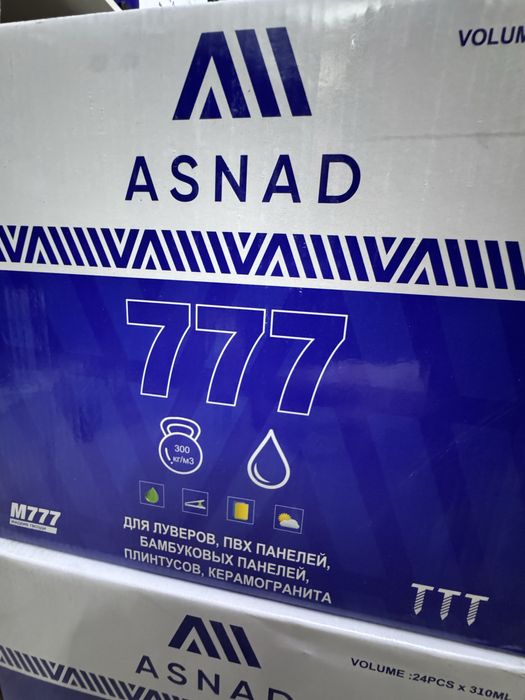 VOLUM
ASNAD
777
300
кг/м3
M777
ДЛЯ ЛУВЕРОВ, ПВХ ПАНЕЛЕЙ,
БАМБУКОВЫХ ПАНЕЛЕЙ,
ПЛИНТУСОВ, КЕРАМОГРАНИТА
ASNAD
VOLUME :24PCS x 310ML